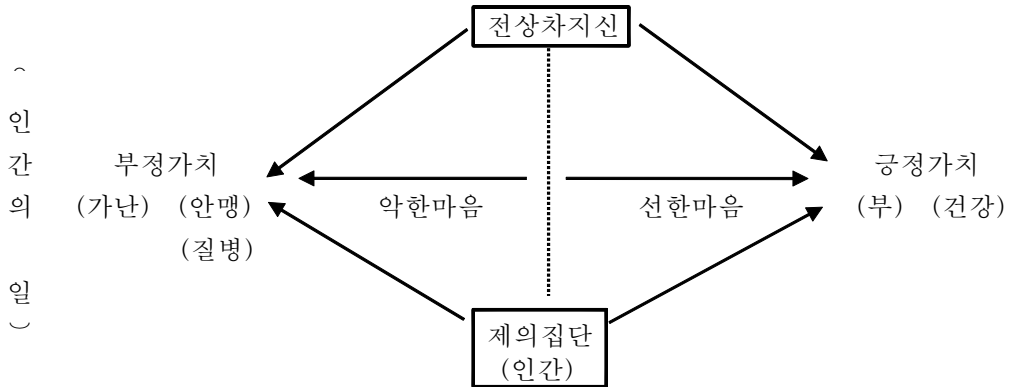 전상차지신
(인간의 일)
부정가치
긍정가치
(가난) (안맹)
악한마음
선한마음
(부) (건강)
(질병)
제의집단
(인간)